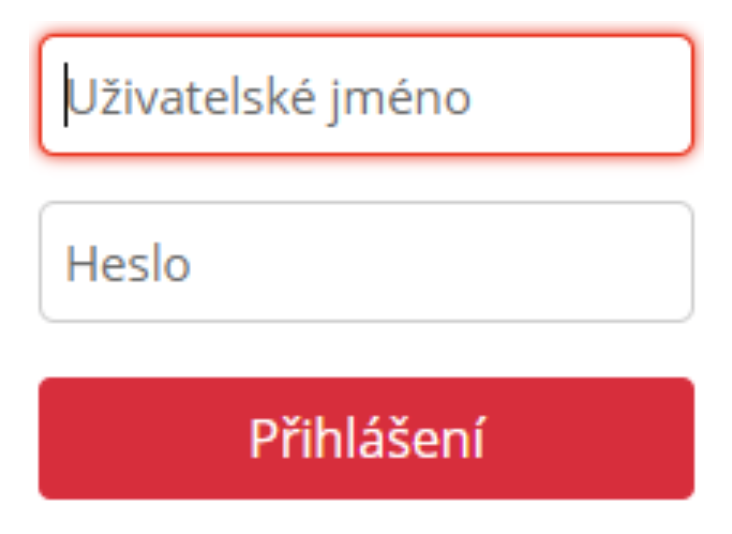 Uživatelské jméno
Heslo
Přihlášení